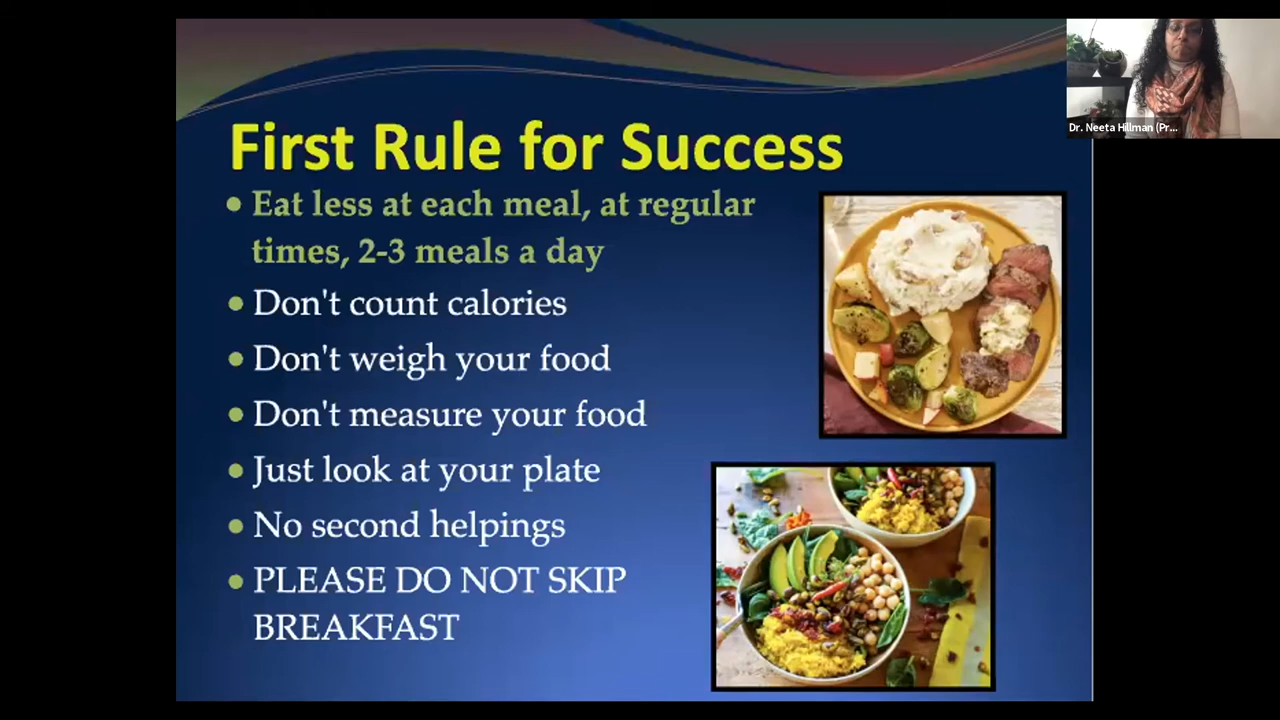 First Rule for Success
• Eat less at each meal, at regular
times, 2-3 meals a day
• Don't count calories
• Don't weigh your food
• Don't measure your food
• Just look at your plate
• No second helpings
• PLEASE DO NOT SKIP
BREAKFAST
Dr. Neeta Hillman (Pr...